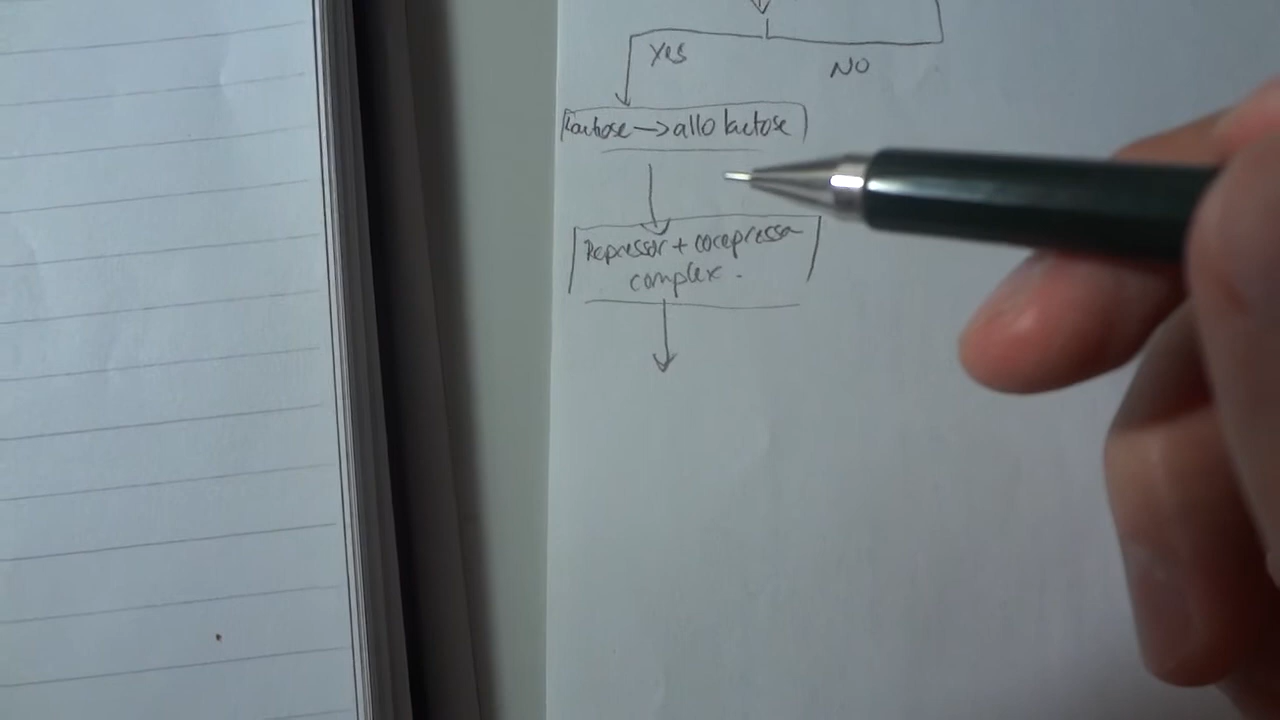 Yes
NO
Lactose → allo lactose
Repressor + corepressor
complex.